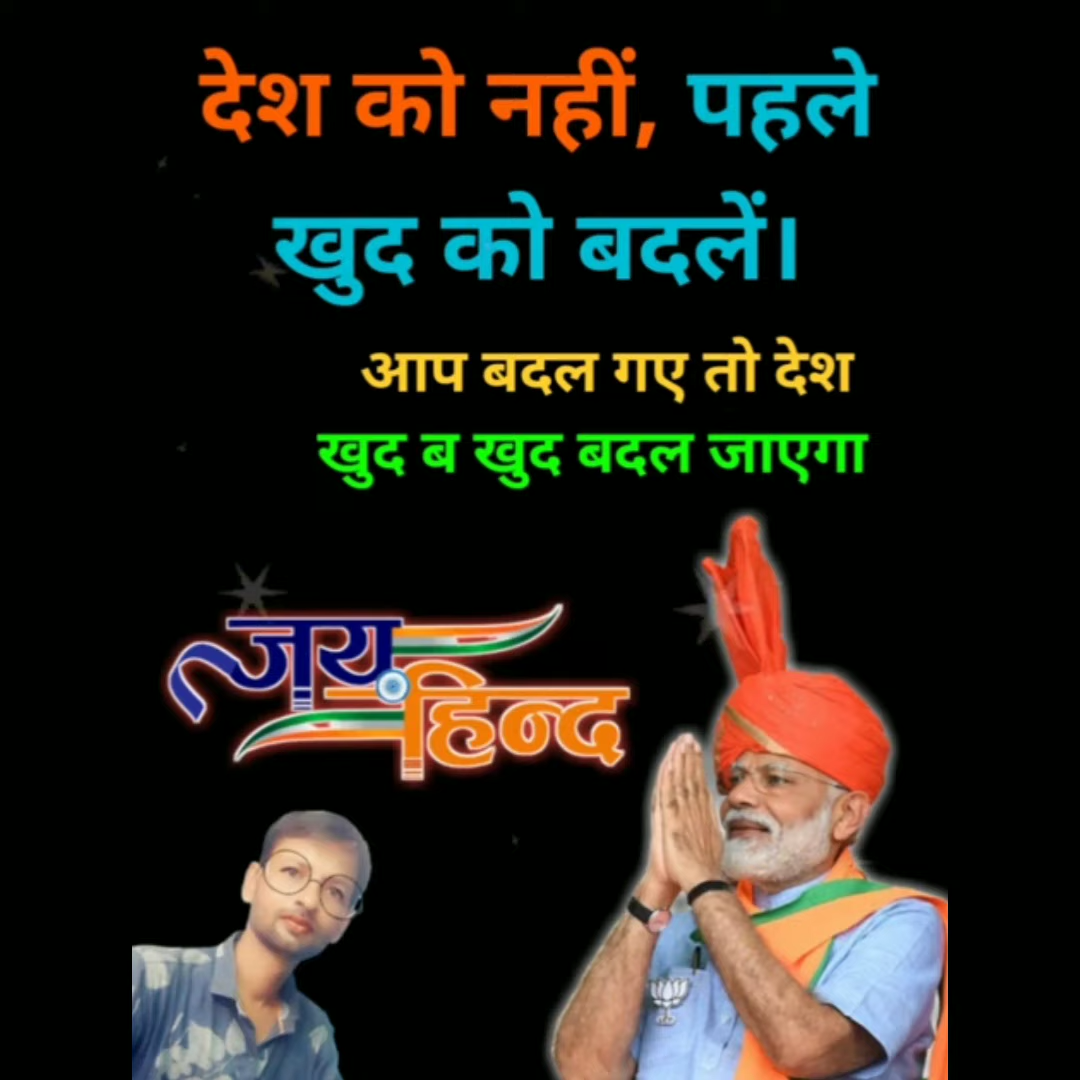 देश को नहीं, पहले
खुद को बदलें।
आप बदल गए तो देश
खुद ब खुद बदल जाएगा
जय
हिन्द